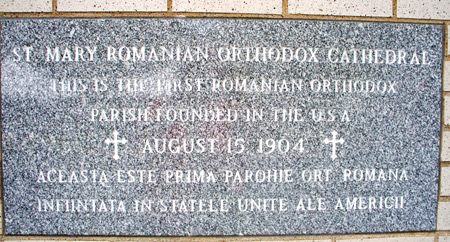 ST. MARY ROMANIAN ORTHODOX CATHEDRAL
THIS IS THE FIRST ROMANIAN ORTHODOX
PARISH FOUNDED IN THE U.S.A
AUGUST 15, 1904
ACEASTA ESTE PRIMA PAROHIE ORT. ROMANA
INFIINTATA IN STATELE UNITE ALE AMERICII